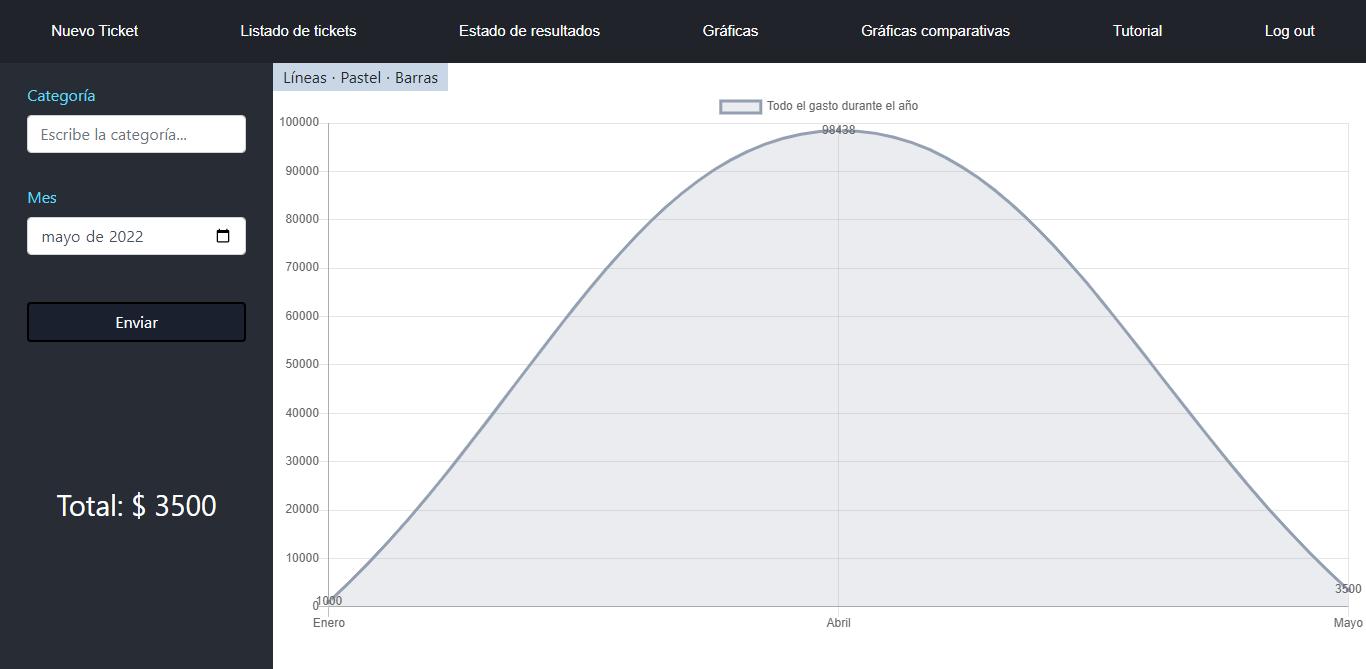 Nuevo Ticket Listado de tickets Estado de resultados Gráficas Gráficas comparativas Tutorial Log out
Categoría
Escribe la categoría...
Mes
mayo de 2022
Enviar
Total: $ 3500
Líneas · Pastel · Barras
Todo el gasto durante el año
100000
98438
90000
80000
70000
60000
50000
40000
30000
20000
10000
3500
1000
0
Enero Abril Mayo